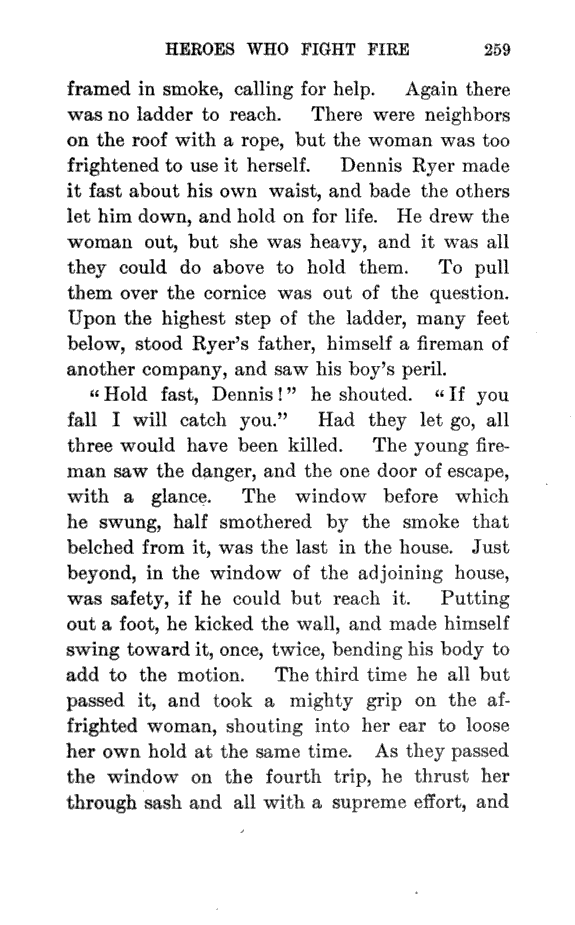 HEROES WHO FIGHT FIRE 259
framed in smoke, calling for help. Again there
was no ladder to reach. There were neighbors
on the roof with a rope, but the woman was too
frightened to use it herself. Dennis Ryer made
it fast about his own waist, and bade the others
let him down, and hold on for life. He drew the
woman out, but she was heavy, and it was all
they could do above to hold them. To pull
them over the cornice was out of the question.
Upon the highest step of the ladder, many feet
below, stood Ryer's father, himself a fireman of
another company, and saw his boy's peril.
"Hold fast, Dennis!" he shouted. "If you
fall I will catch you." Had they let go, all
three would have been killed. The young fire-
man saw the danger, and the one door of escape,
with a glance. The window before which
he swung, half smothered by the smoke that
belched from it, was the last in the house. Just
beyond, in the window of the adjoining house,
was safety, if he could but reach it. Putting
out a foot, he kicked the wall, and made himself
swing toward it, once, twice, bending his body to
add to the motion. The third time he all but
passed it, and took a mighty grip on the af-
frighted woman, shouting into her ear to loose
her own hold at the same time. As they passed
the window on the fourth trip, he thrust her
through sash and all with a supreme effort, and